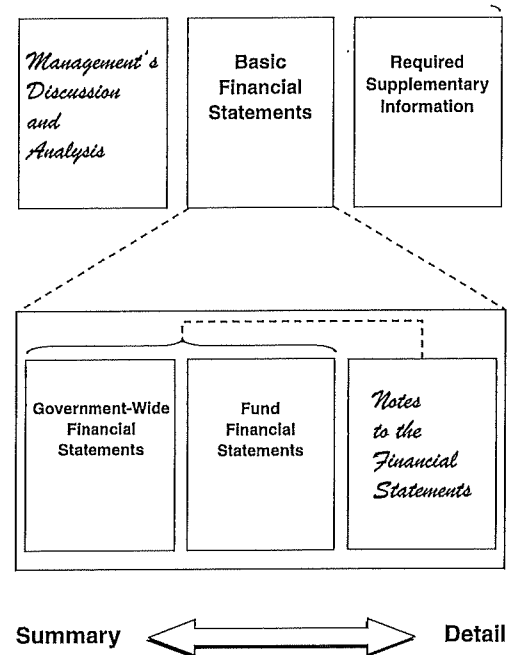 Management's
Discussion
and
Analysis
Basic
Financial
Statements
Required
Supplementary
Information
Government-Wide
Financial
Statements
Fund
Financial
Statements
Notes
to the
Financial
Statements
Summary
Detail